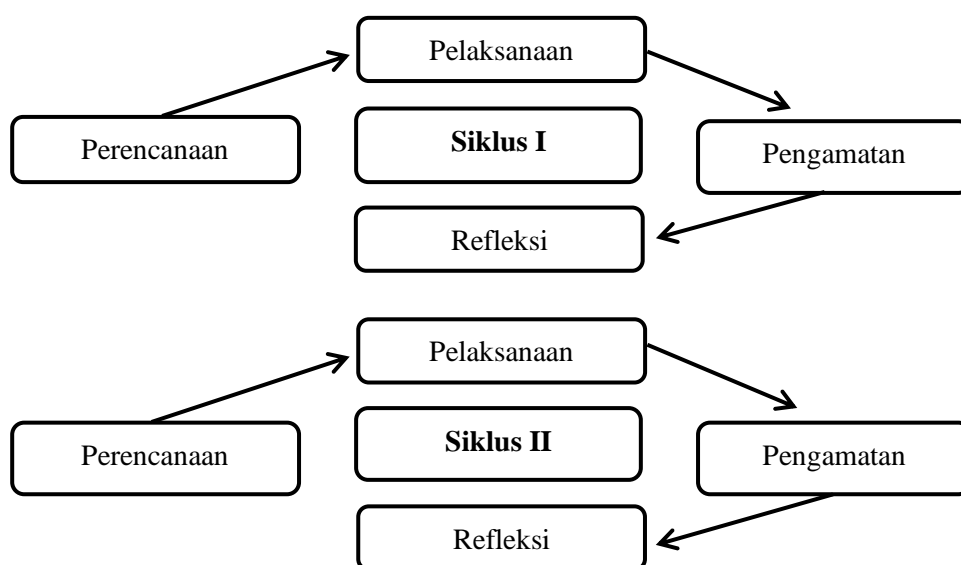 Pelaksanaan
Perencanaan
Siklus I
Pengamatan
Refleksi
Pelaksanaan
Perencanaan
Siklus II
Pengamatan
Refleksi